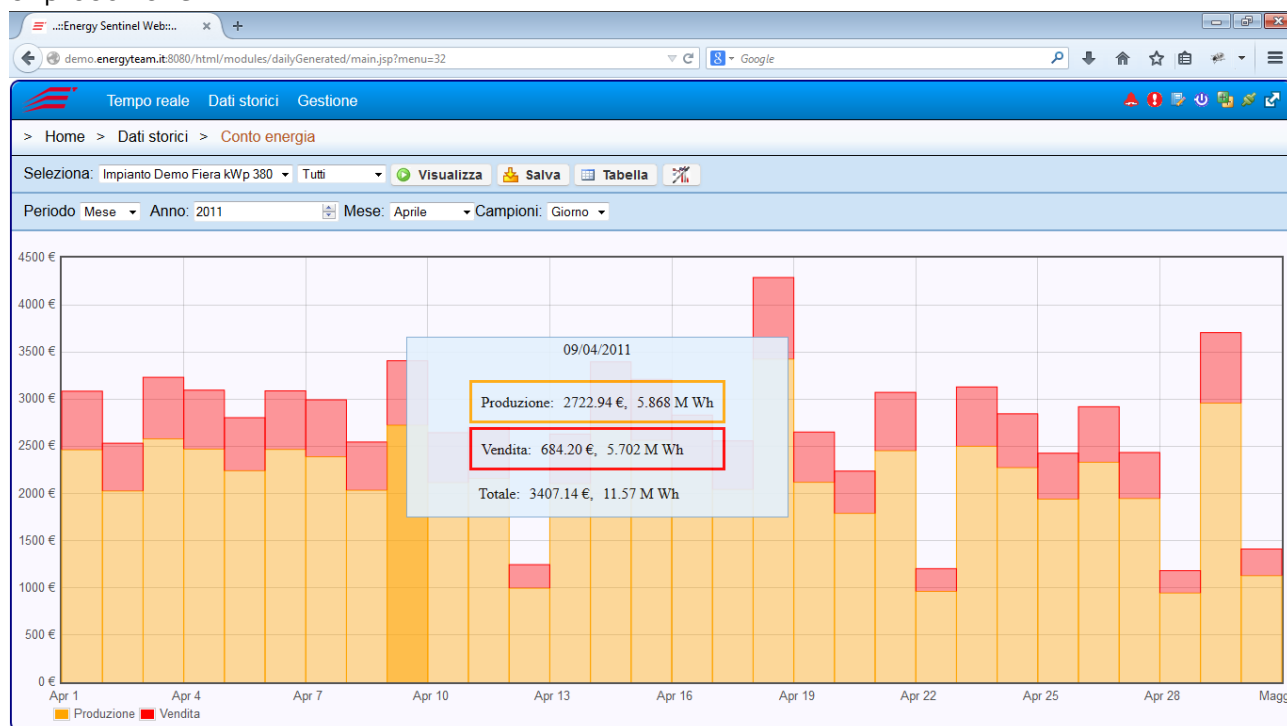 ..::Energy Sentinel Web::..
demo.energyteam.it:8080/html/modules/dailyGenerated/main.jsp?menu=32
Google
Tempo reale Dati storici Gestione
> Home > Dati storici > Conto energia
Seleziona: Impianto Demo Fiera kWp 380 Tutti Visualizza Salva Tabella
Periodo Mese Anno: 2011 Mese: Aprile Campioni: Giorno
4500 €
4000 €
3500 €
3000 €
2500 €
2000 €
1500 €
1000 €
500 €
0 €
09/04/2011
Produzione: 2722.94 €, 5.868 M Wh
Vendita: 684.20 €, 5.702 M Wh
Totale: 3407.14 €, 11.57 M Wh
Apr 1 Apr 4 Apr 7 Apr 10 Apr 13 Apr 16 Apr 19 Apr 22 Apr 25 Apr 28 Magg
Produzione Vendita